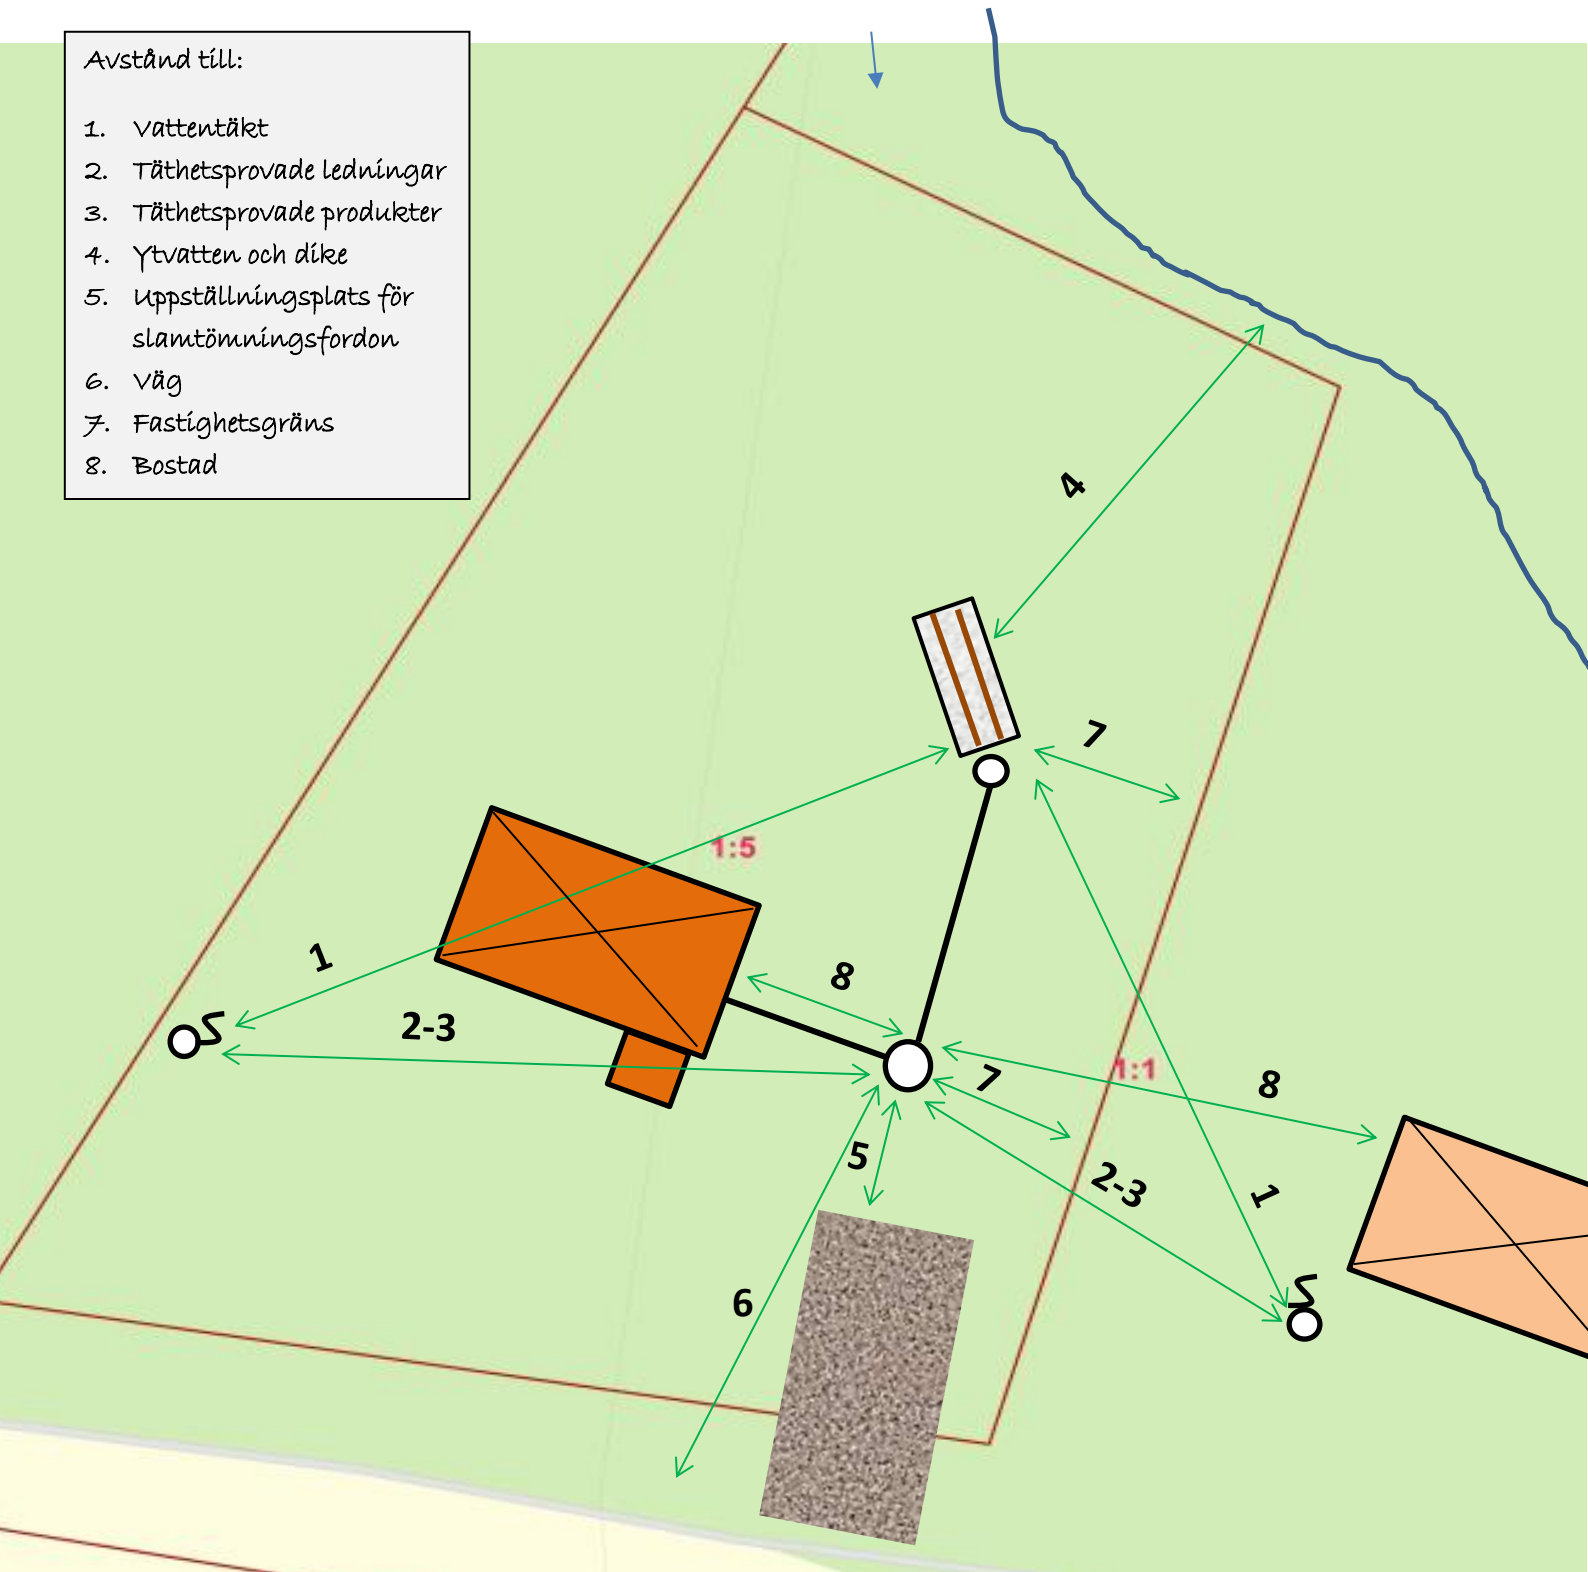 Avstånd till:
1. Vattentäkt
2. Täthetsprovade ledningar
3. Täthetsprovade produkter
4. Ytvatten och dike
5. Uppställningsplats för
slamtömningsfordon
6. Väg
7. Fastighetsgräns
8. Bostad
4
7
1:5
1
8
2-3
7
1:1
8
5
2-3
1
6